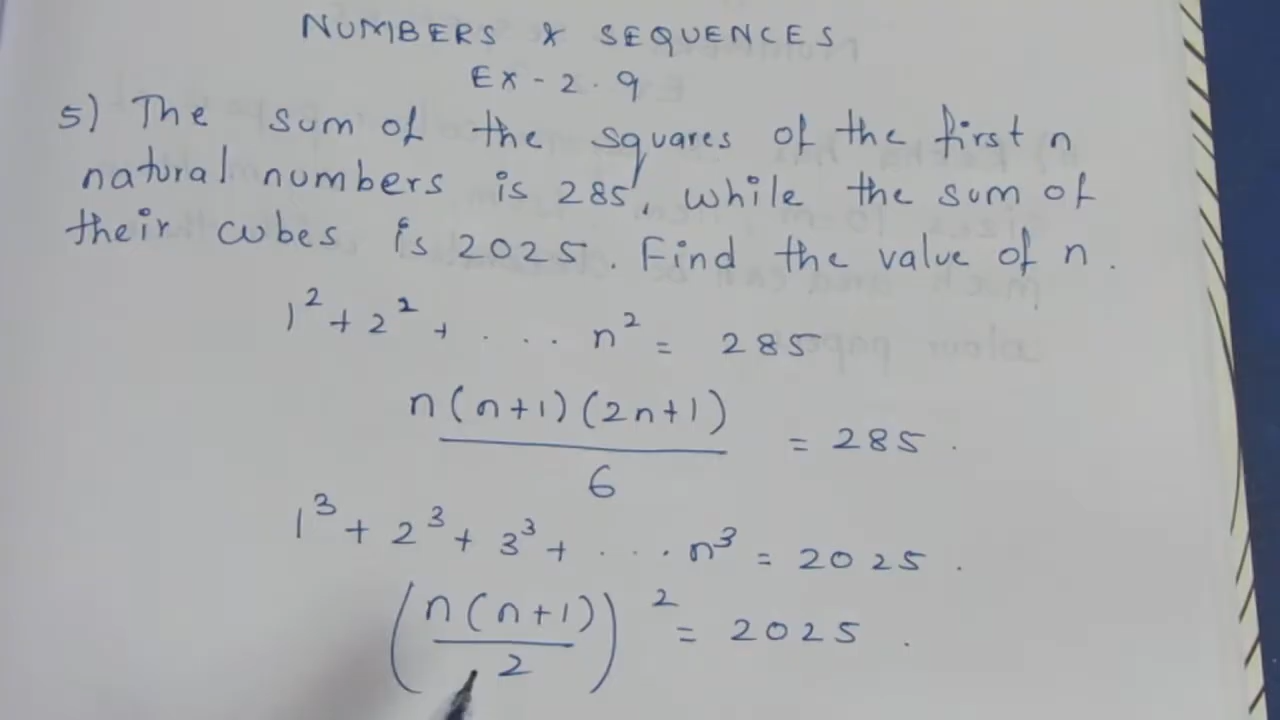 NUMBERS & SEQUENCES
Ex - 2.9
5) The sum of the squares of the first n
natural numbers is 285, while the sum of
their cubes is 2025. Find the value of n.
1² + 2² + . . . n² = 285
n(n+1)(2n+1)/6 = 285.
1³ + 2³ + 3³ + . . . n³ = 2025.
(n(n+1)/2)² = 2025.